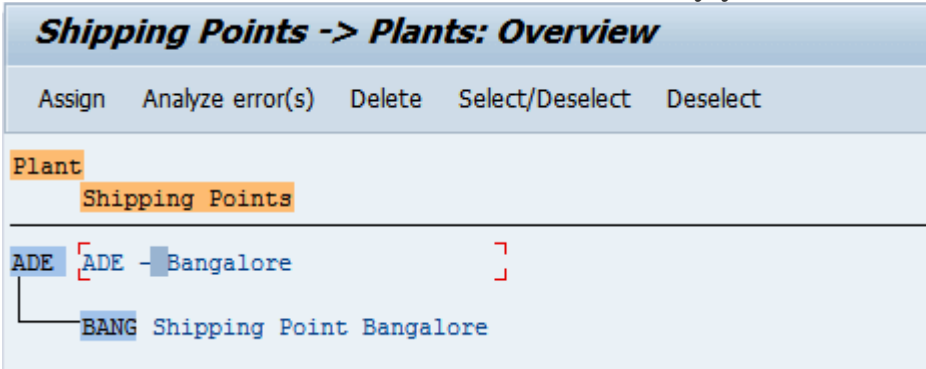 Shipping Points -> Plants: Overview
Assign Analyze error(s) Delete Select/Deselect Deselect
Plant
Shipping Points
ADE ADE - Bangalore
BANG Shipping Point Bangalore